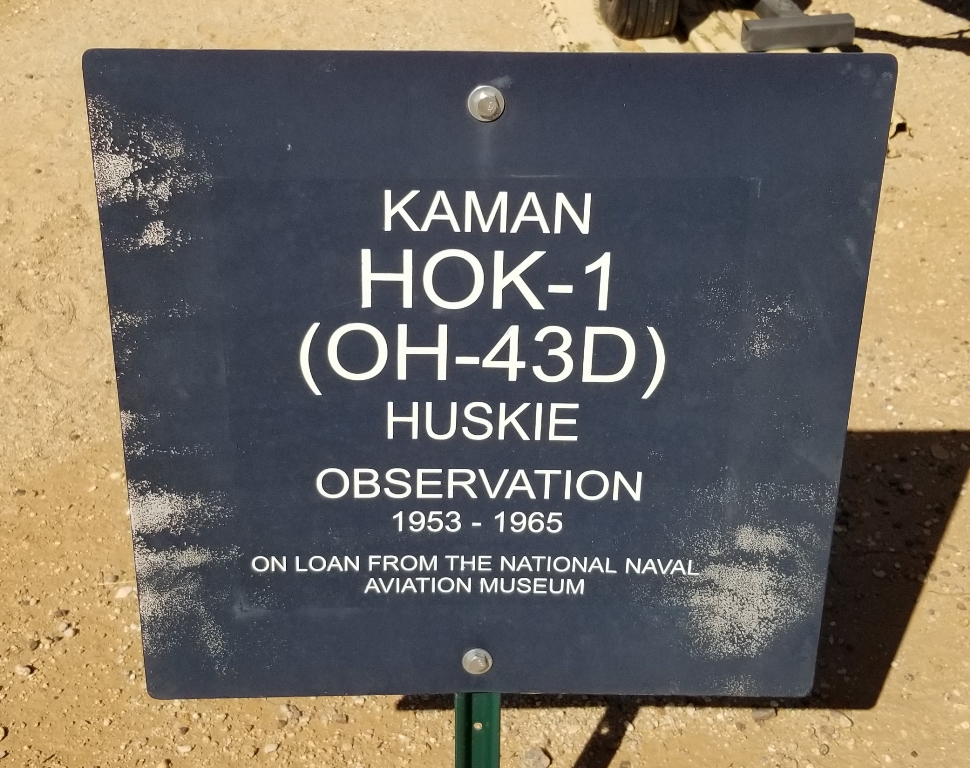 KAMAN
HOK-1
(OH-43D)
HUSKIE
OBSERVATION
1953 - 1965
ON LOAN FROM THE NATIONAL NAVAL
AVIATION MUSEUM